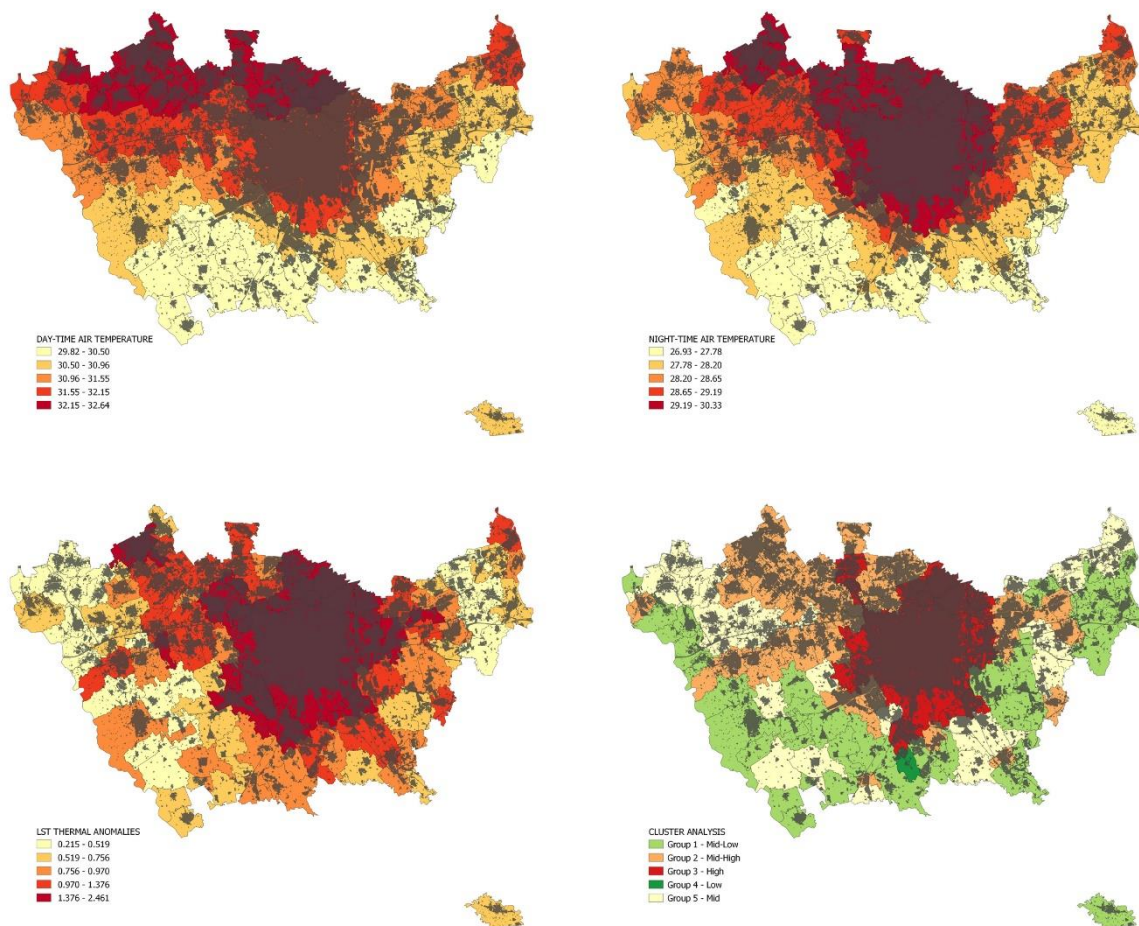 DAY-TIME AIR TEMPERATURE
29.82 - 30.50
30.50 - 30.96
30.96 - 31.55
31.55 - 32.15
32.15 - 32.64
NIGHT-TIME AIR TEMPERATURE
26.93 - 27.78
27.78 - 28.20
28.20 - 28.65
28.65 - 29.19
29.19 - 30.33
LST THERMAL ANOMALIES
0.215 - 0.519
0.519 - 0.756
0.756 - 0.970
0.970 - 1.376
1.376 - 2.461
CLUSTER ANALYSIS
Group 1 - Mid-Low
Group 2 - Mid-High
Group 3 - High
Group 4 - Low
Group 5 - Mid